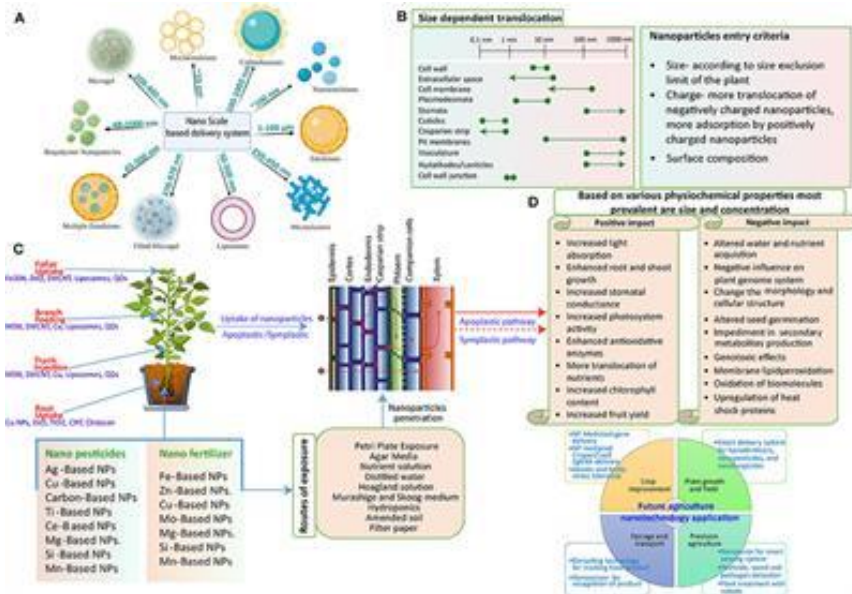 A
Microgel
Nano Scale
based delivery system
Biopolymer Nanoparticles
Multiple Emulsions
Filled Microgel
Liposomes
B
Size dependent translocation
0.1 nm 1 nm 10 nm 100 nm 1000 nm
Cell wall
Extracellular space
Cell membrane
Plasmodesmata
Stomata
Cuticles
Casparian strip
Pit membranes
Vasculature
Hydathodes/Lenticles
Cell wall junction
Nanoparticles entry criteria
• Size- according to size exclusion
limit of the plant
• Charge- more translocation of
negatively charged nanoparticles,
more adsorption by positively
charged nanoparticles
• Surface composition
C
Foliar
Uptake
Branch
Feeding
Trunk
Injection
Root
Uptake
Uptake of nanoparticles
Apoplastic/Symplastic
Epidermis
Cortex
Endodermis
Casparian strip
Phloem
Companion cells
Xylem
Apoplastic pathway
Symplastic pathway
Nanoparticles
penetration
Nano pesticides
Ag -Based NPs
Cu -Based NPs
Carbon-Based NPs
Ti -Based NPs
Ce-Based NPs
Mg-Based NPs.
Si-Based NPs
Mn-Based NPs
Nano fertilizer
Fe-Based NPs
Zn-Based NPs
Cu-Based NPs
Mo-Based NPs
Mg-Based NPs.
Si-Based NPs
Mn-Based NPs
Routes of exposure
Petri Plate Exposure
Agar Media
Nutrient solution
Distilled water
Hoagland solution
Murashige and Skoog medium
Hydroponics
Amended soil
Filter paper
D
Based on various physiochemical properties most
prevalent are size and concentration
Positive impact
• Increased light
absorption
• Enhanced root and shoot
growth
• Increased stomatal
conductance
• Increased photosystem
activity
• Enhanced antioxidative
enzymes
• More translocation of
nutrients
• Increased chlorophyll
content
• Increased fruit yield
Negative impact
• Altered water and nutrient
acquisition
• Negative influence on
plant genome system
• Change the morphology and
cellular structure
• Altered seed germination
• Impediment in secondary
metabolites production
• Genotoxic effects
• Membrane lipidperoxidation
• Oxidation of biomolecules
• Upregulation of heat
shock proteins
Crop
improvement
Plant growth
and yield
Future agriculture
nanotechnology application
Storage and
transport
Precision
agriculture